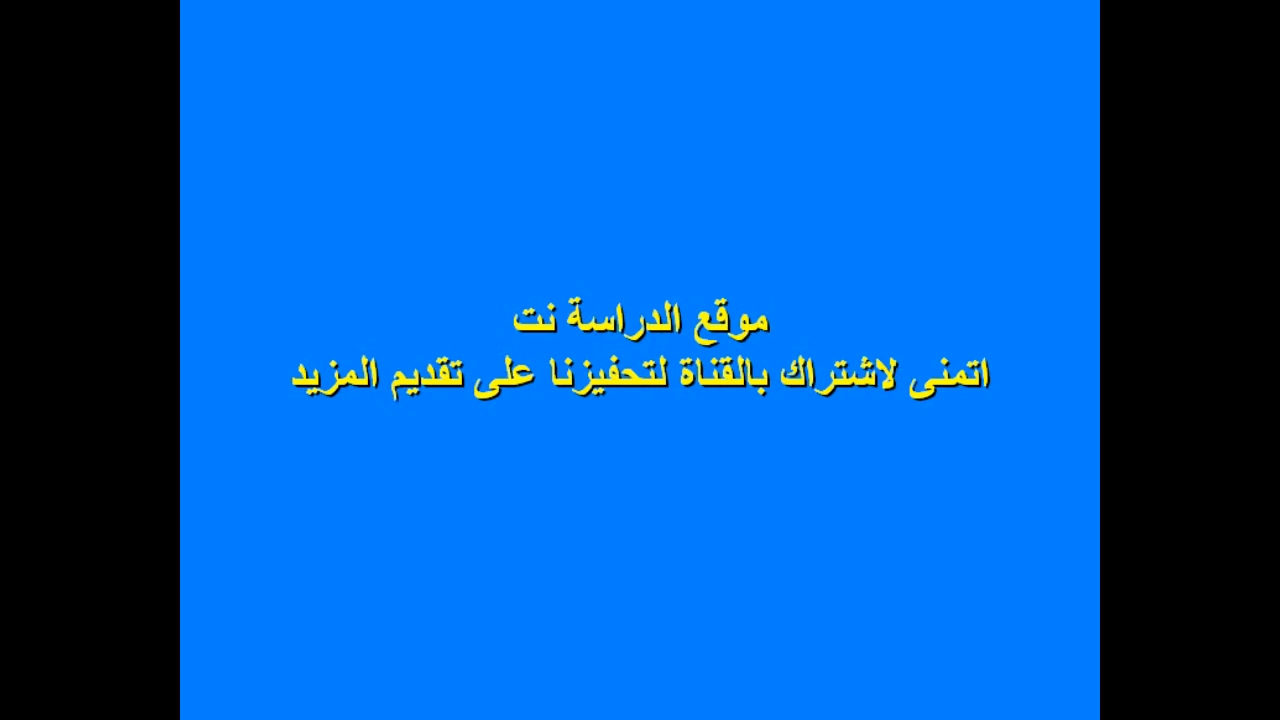 موقع الدراسة نت
اتمنى لاشتراك بالقناة لتحفيزنا على تقديم المزيد